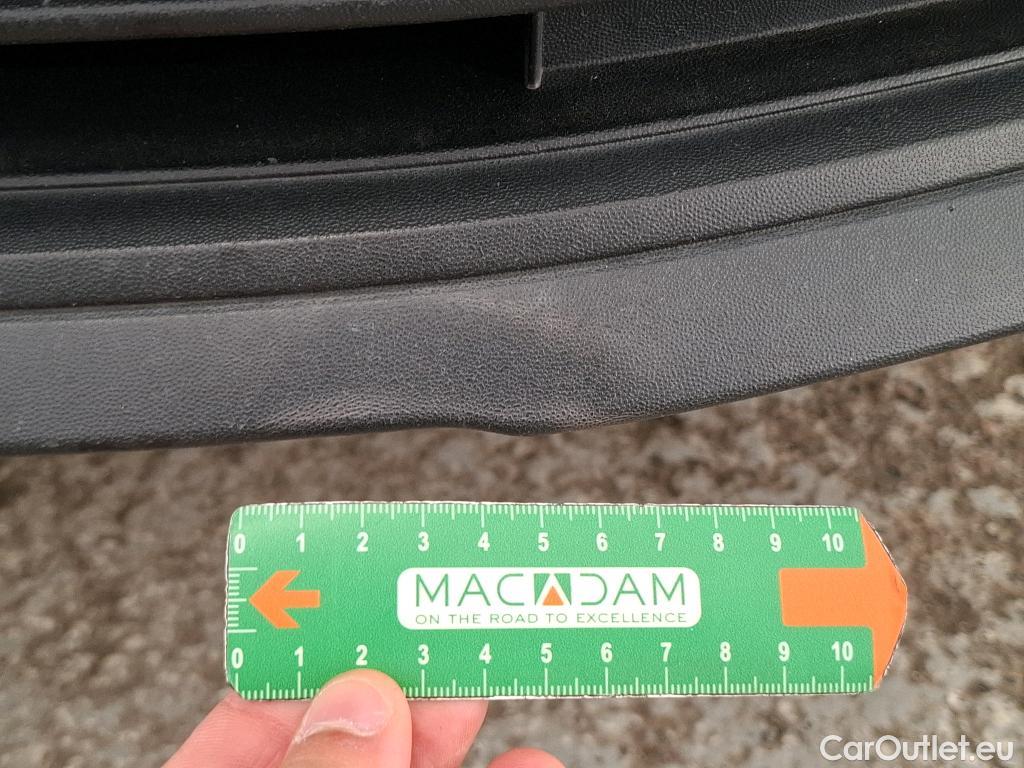 0 1 2 3 4 5 6 7 8 9 10
MACADAM
ON THE ROAD TO EXCELLENCE
0 1 2 3 4 5 6 7 8 9 10
CarOutlet.eu